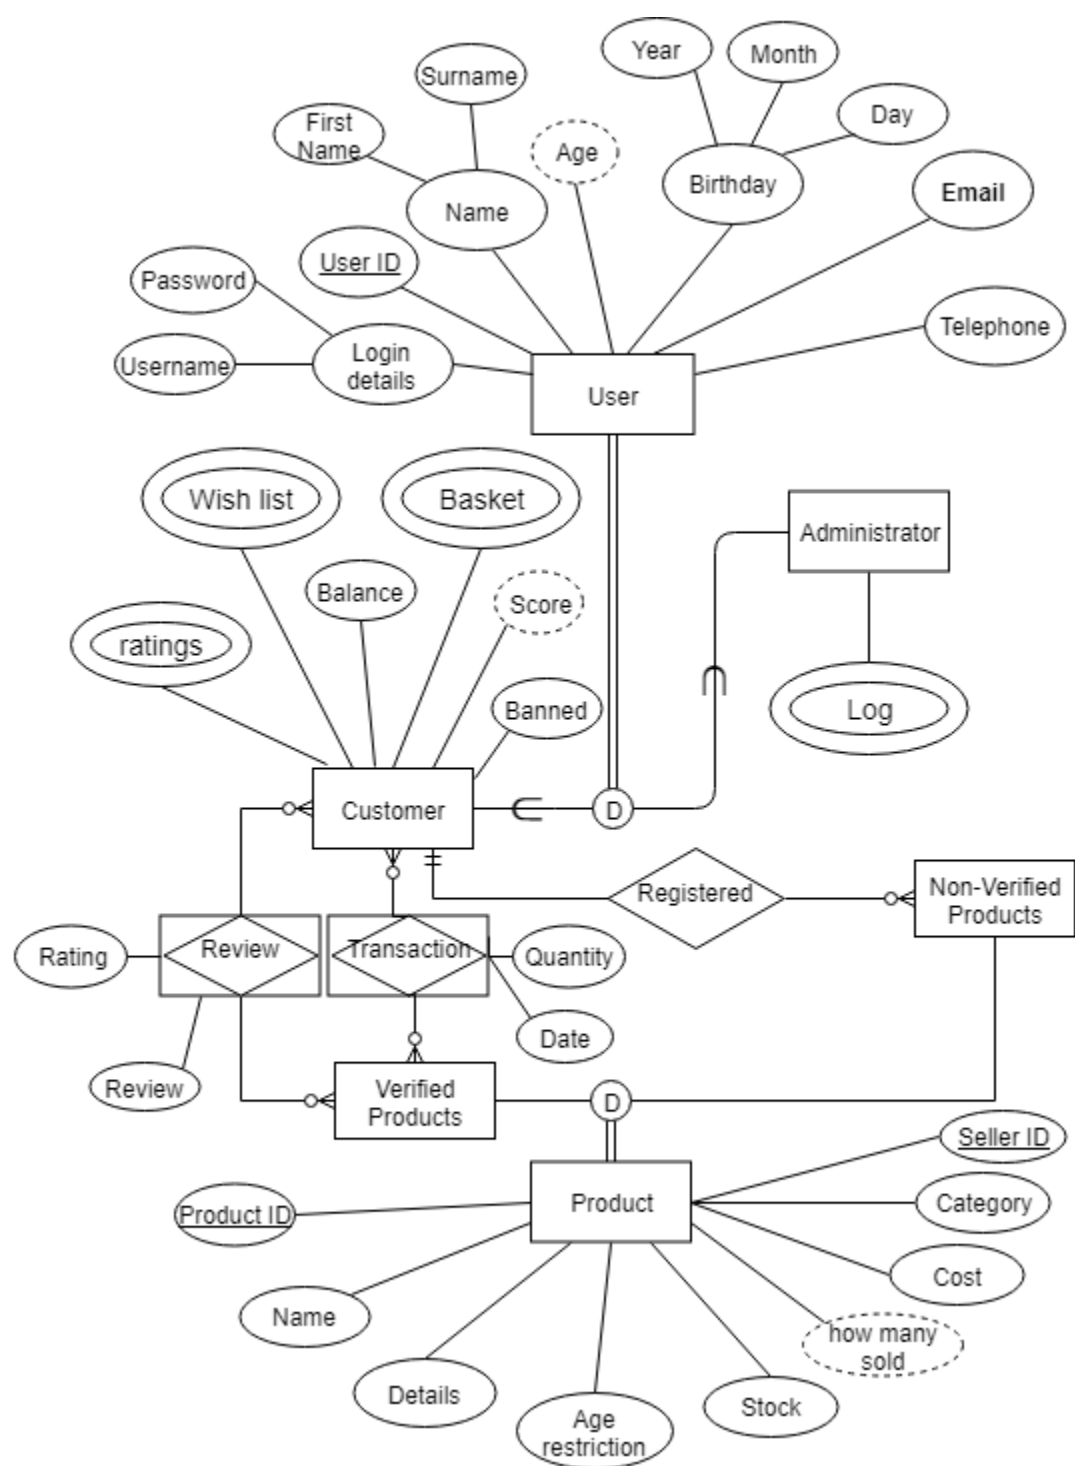 Year
Month
Surname
Day
First
Name
Age
Birthday
Email
Name
User ID
Password
Telephone
Username
Login
details
User
Wish list
Basket
Administrator
Balance
Score
ratings
Banned
Log
Customer
D
Registered
Non-Verified
Products
Rating
Review
Transaction
Quantity
Date
Review
Verified
Products
D
Seller ID
Product
Category
Product ID
Cost
Name
how many
sold
Details
Stock
Age
restriction